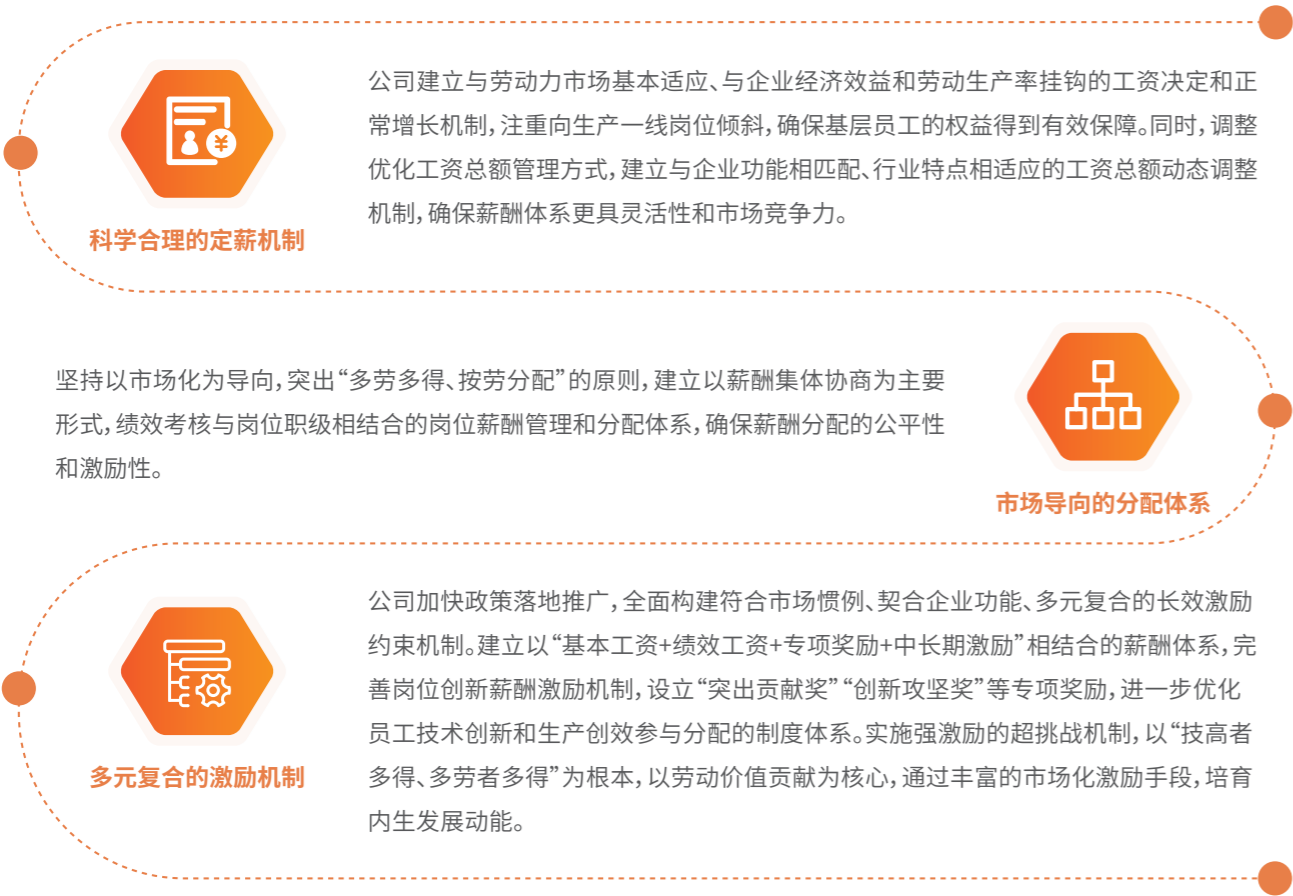 公司建立与劳动力市场基本适应、与企业经济效益和劳动生产率挂钩的工资决定和正
常增长机制，注重向生产一线岗位倾斜，确保基层员工的权益得到有效保障。同时，调整
优化工资总额管理方式，建立与企业功能相匹配、行业特点相适应的工资总额动态调整
机制，确保薪酬体系更具灵活性和市场竞争力。
科学合理的定薪机制
坚持以市场化为导向，突出“多劳多得、按劳分配”的原则，建立以薪酬集体协商为主要
形式，绩效考核与岗位职级相结合的岗位薪酬管理和分配体系，确保薪酬分配的公平性
和激励性。
市场导向的分配体系
公司加快政策落地推广，全面构建符合市场惯例、契合企业功能、多元复合的长效激励
约束机制。建立以“基本工资+绩效工资+专项奖励+中长期激励”相结合的薪酬体系，完
善岗位创新薪酬激励机制，设立“突出贡献奖”“创新攻坚奖”等专项奖励，进一步优化
员工技术创新和生产创效参与分配的制度体系。实施强激励的超挑战机制，以“技高者
多得、多劳者多得”为根本，以劳动价值贡献为核心，通过丰富的市场化激励手段，培育
内生发展动能。
多元复合的激励机制